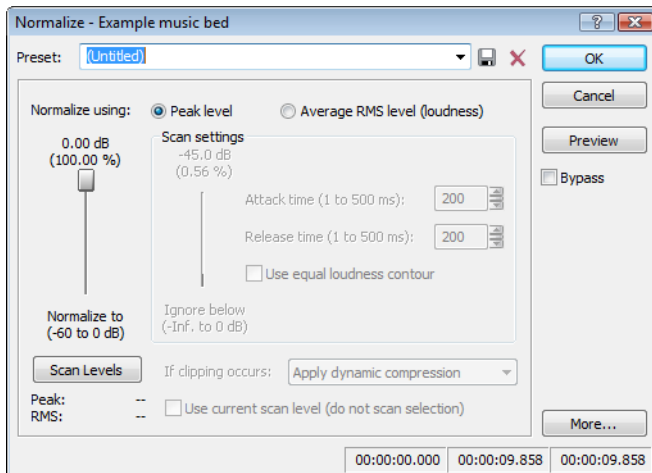 Normalize - Example music bed
Preset: (Untitled)
OK
Cancel
Preview
Bypass
Normalize using: Peak level Average RMS level (loudness)
0.00 dB
(100.00 %)
Scan settings
-45.0 dB
(0.56 %)
Attack time (1 to 500 ms): 200
Release time (1 to 500 ms): 200
Use equal loudness contour
Normalize to
(-60 to 0 dB)
Ignore below
(-Inf. to 0 dB)
Scan Levels
If clipping occurs: Apply dynamic compression
Peak: --
RMS: --
Use current scan level (do not scan selection)
More...
00:00:00.000 00:00:09.858 00:00:09.858